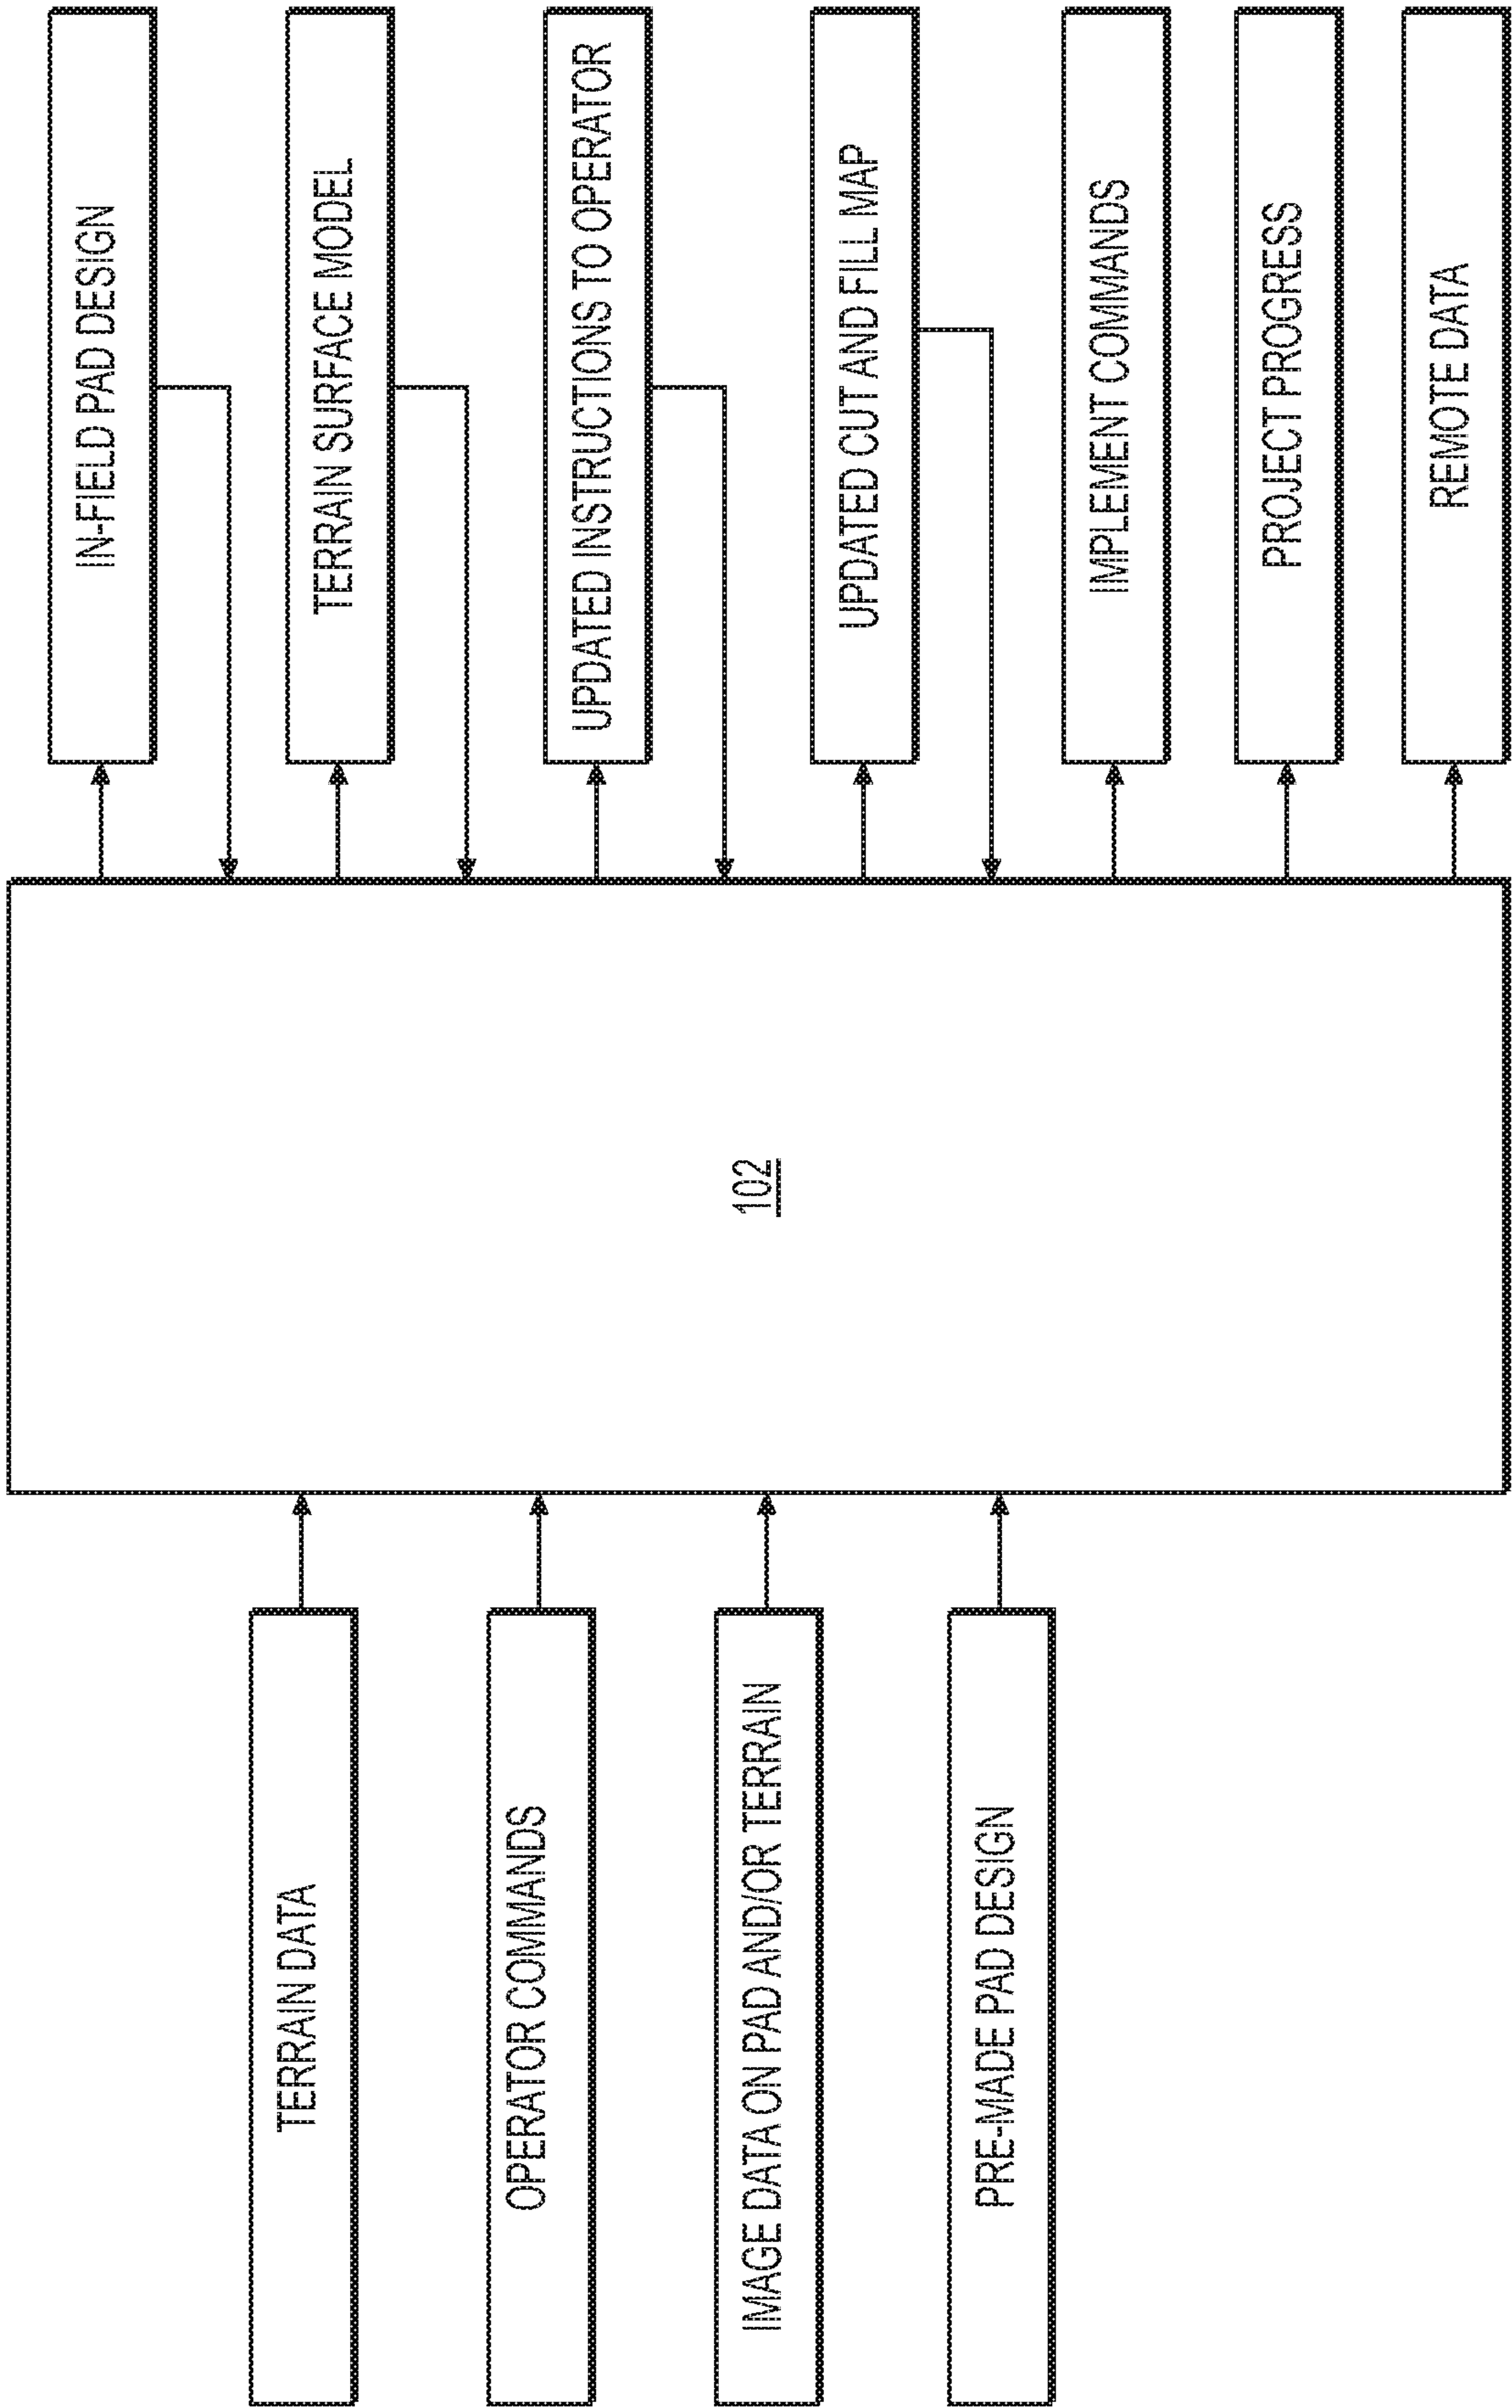 TERRAIN DATA
OPERATOR COMMANDS
IMAGE DATA ON PAD AND/OR TERRAIN
PRE-MADE PAD DESIGN
102
IN-FIELD PAD DESIGN
TERRAIN SURFACE MODEL
UPDATED INSTRUCTIONS TO OPERATOR
UPDATED CUT AND FILL MAP
IMPLEMENT COMMANDS
PROJECT PROGRESS
REMOTE DATA